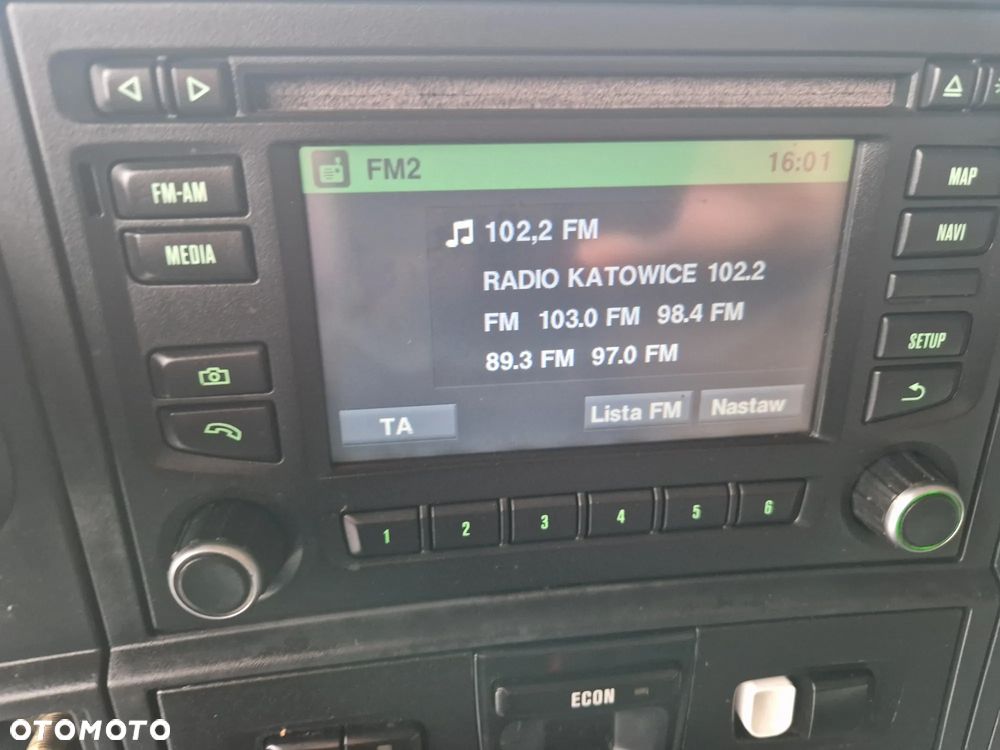 FM2 16:01
FM-AM
MEDIA
MAP
NAVI
SETUP
102,2 FM
RADIO KATOWICE 102.2
FM 103.0 FM 98.4 FM
89.3 FM 97.0 FM
TA Lista FM Nastaw
1 2 3 4 5 6
ECON
OTOMOTO